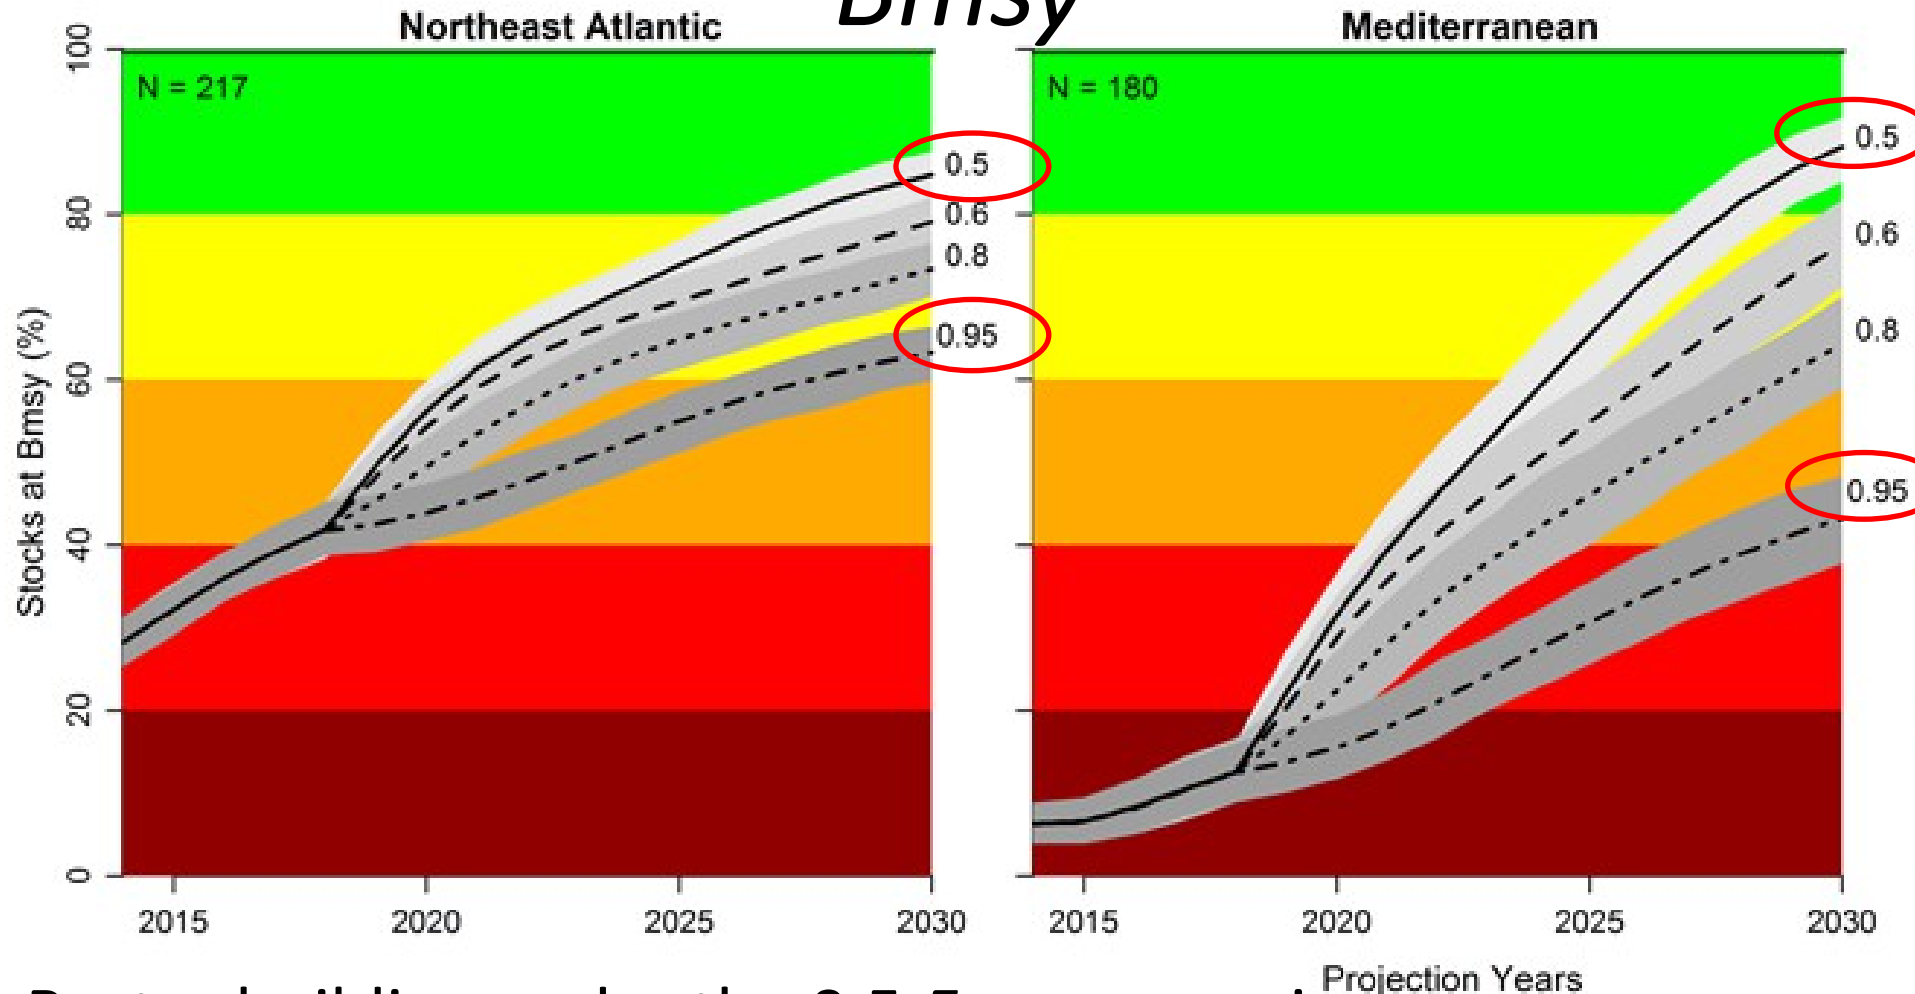 Bmsy
Northeast Atlantic
Mediterranean
Stocks at Bmsy (%)
100
80
60
40
20
0
N = 217
0.5
0.6
0.8
0.95
2015 2020 2025 2030
N = 180
0.5
0.6
0.8
0.95
2015 2020 2025 2030
Projection Years